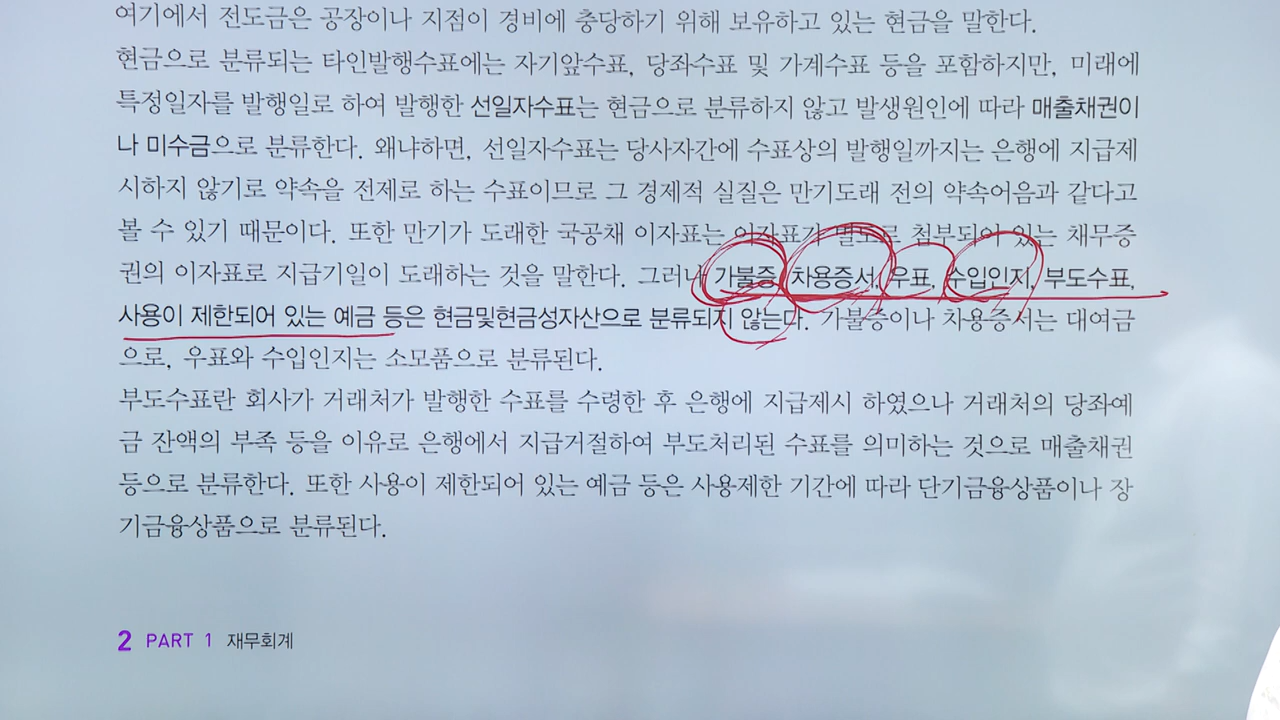 여기에서 전도금은 공장이나 지점이 경비에 충당하기 위해 보유하고 있는 현금을 말한다.
현금으로 분류되는 타인발행수표에는 자기앞수표, 당좌수표 및 가계수표 등을 포함하지만, 미래에
특정일자를 발행일로 하여 발행한 선일자수표는 현금으로 분류하지 않고 발생원인에 따라 매출채권이
나 미수금으로 분류한다. 왜냐하면, 선일자수표는 당사자간에 수표상의 발행일까지는 은행에 지급제
시하지 않기로 약속을 전제로 하는 수표이므로 그 경제적 실질은 만기도래 전의 약속어음과 같다고
볼 수 있기 때문이다. 또한 만기가 도래한 국공채 이자표는 이자표가 별도로 첨부되어 있는 채무증
권의 이자표로 지급기일이 도래하는 것을 말한다. 그러나 가불증, 차용증서, 우표, 수입인지, 부도수표,
사용이 제한되어 있는 예금 등은 현금및현금성자산으로 분류되지 않는다. 가불증이나 차용증서는 대여금
으로, 우표와 수입인지는 소모품으로 분류된다.
부도수표란 회사가 거래처가 발행한 수표를 수령한 후 은행에 지급제시 하였으나 거래처의 당좌예
금 잔액의 부족 등을 이유로 은행에서 지급거절하여 부도처리된 수표를 의미하는 것으로 매출채권
등으로 분류한다. 또한 사용이 제한되어 있는 예금 등은 사용제한 기간에 따라 단기금융상품이나 장
기금융상품으로 분류된다.
2 PART 1 재무회계